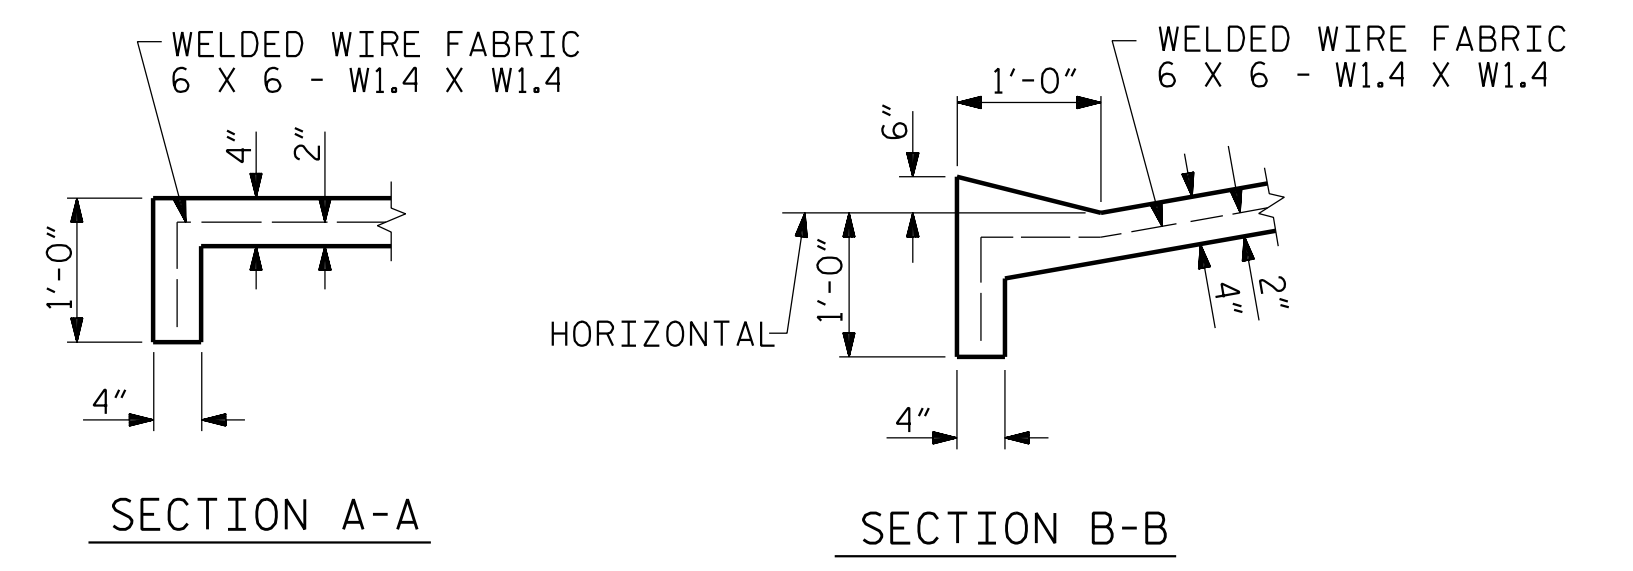 WELDED WIRE FABRIC
6 X 6 - W1.4 X W1.4
4"
2"
1'-0"
4"
SECTION A-A
WELDED WIRE FABRIC
6 X 6 - W1.4 X W1.4
1'-0"
6"
1'-0"
HORIZONTAL
4"
2"
4"
SECTION B-B